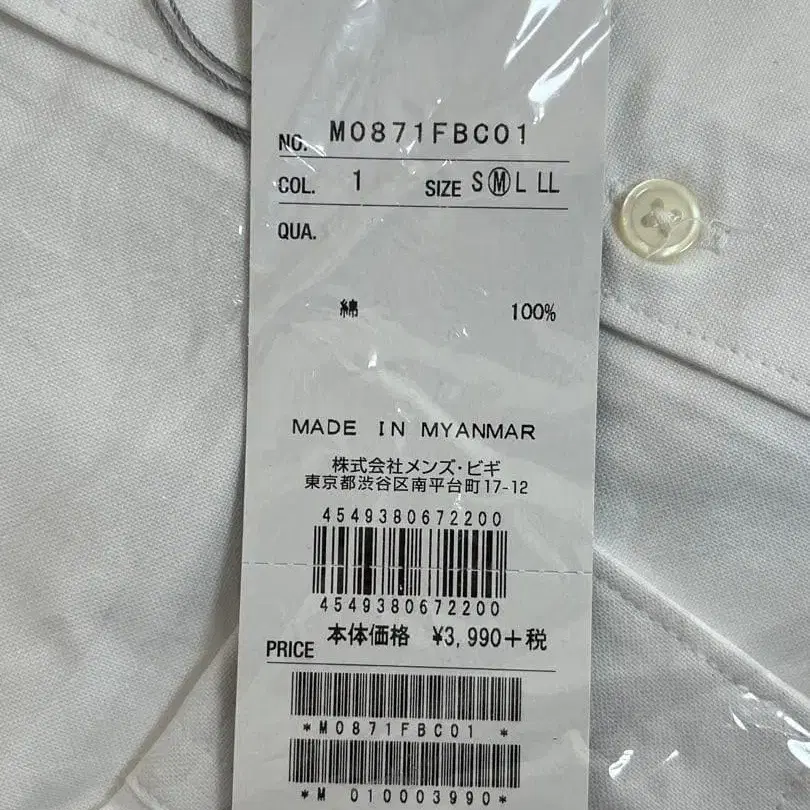 NO. M0871FBC01
COL. 1 SIZE S M L LL
QUA.
綿 100%
MADE IN MYANMAR
株式会社メンズ・ビギ
東京都渋谷区南平台町17-12
4549380672200
4549380672200
PRICE 本体価格 ¥3,990+税
*M0871FBC01 *
*M 010003990*